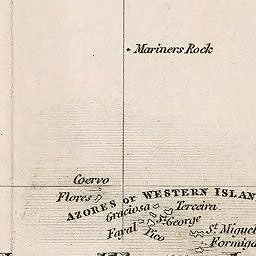 Mariners Rock
Coervo
Flores
AZORES OF WESTERN ISLAN
Graciosa
Terceira
St. George
Fayal
Pico
St. Miguel
Formiga